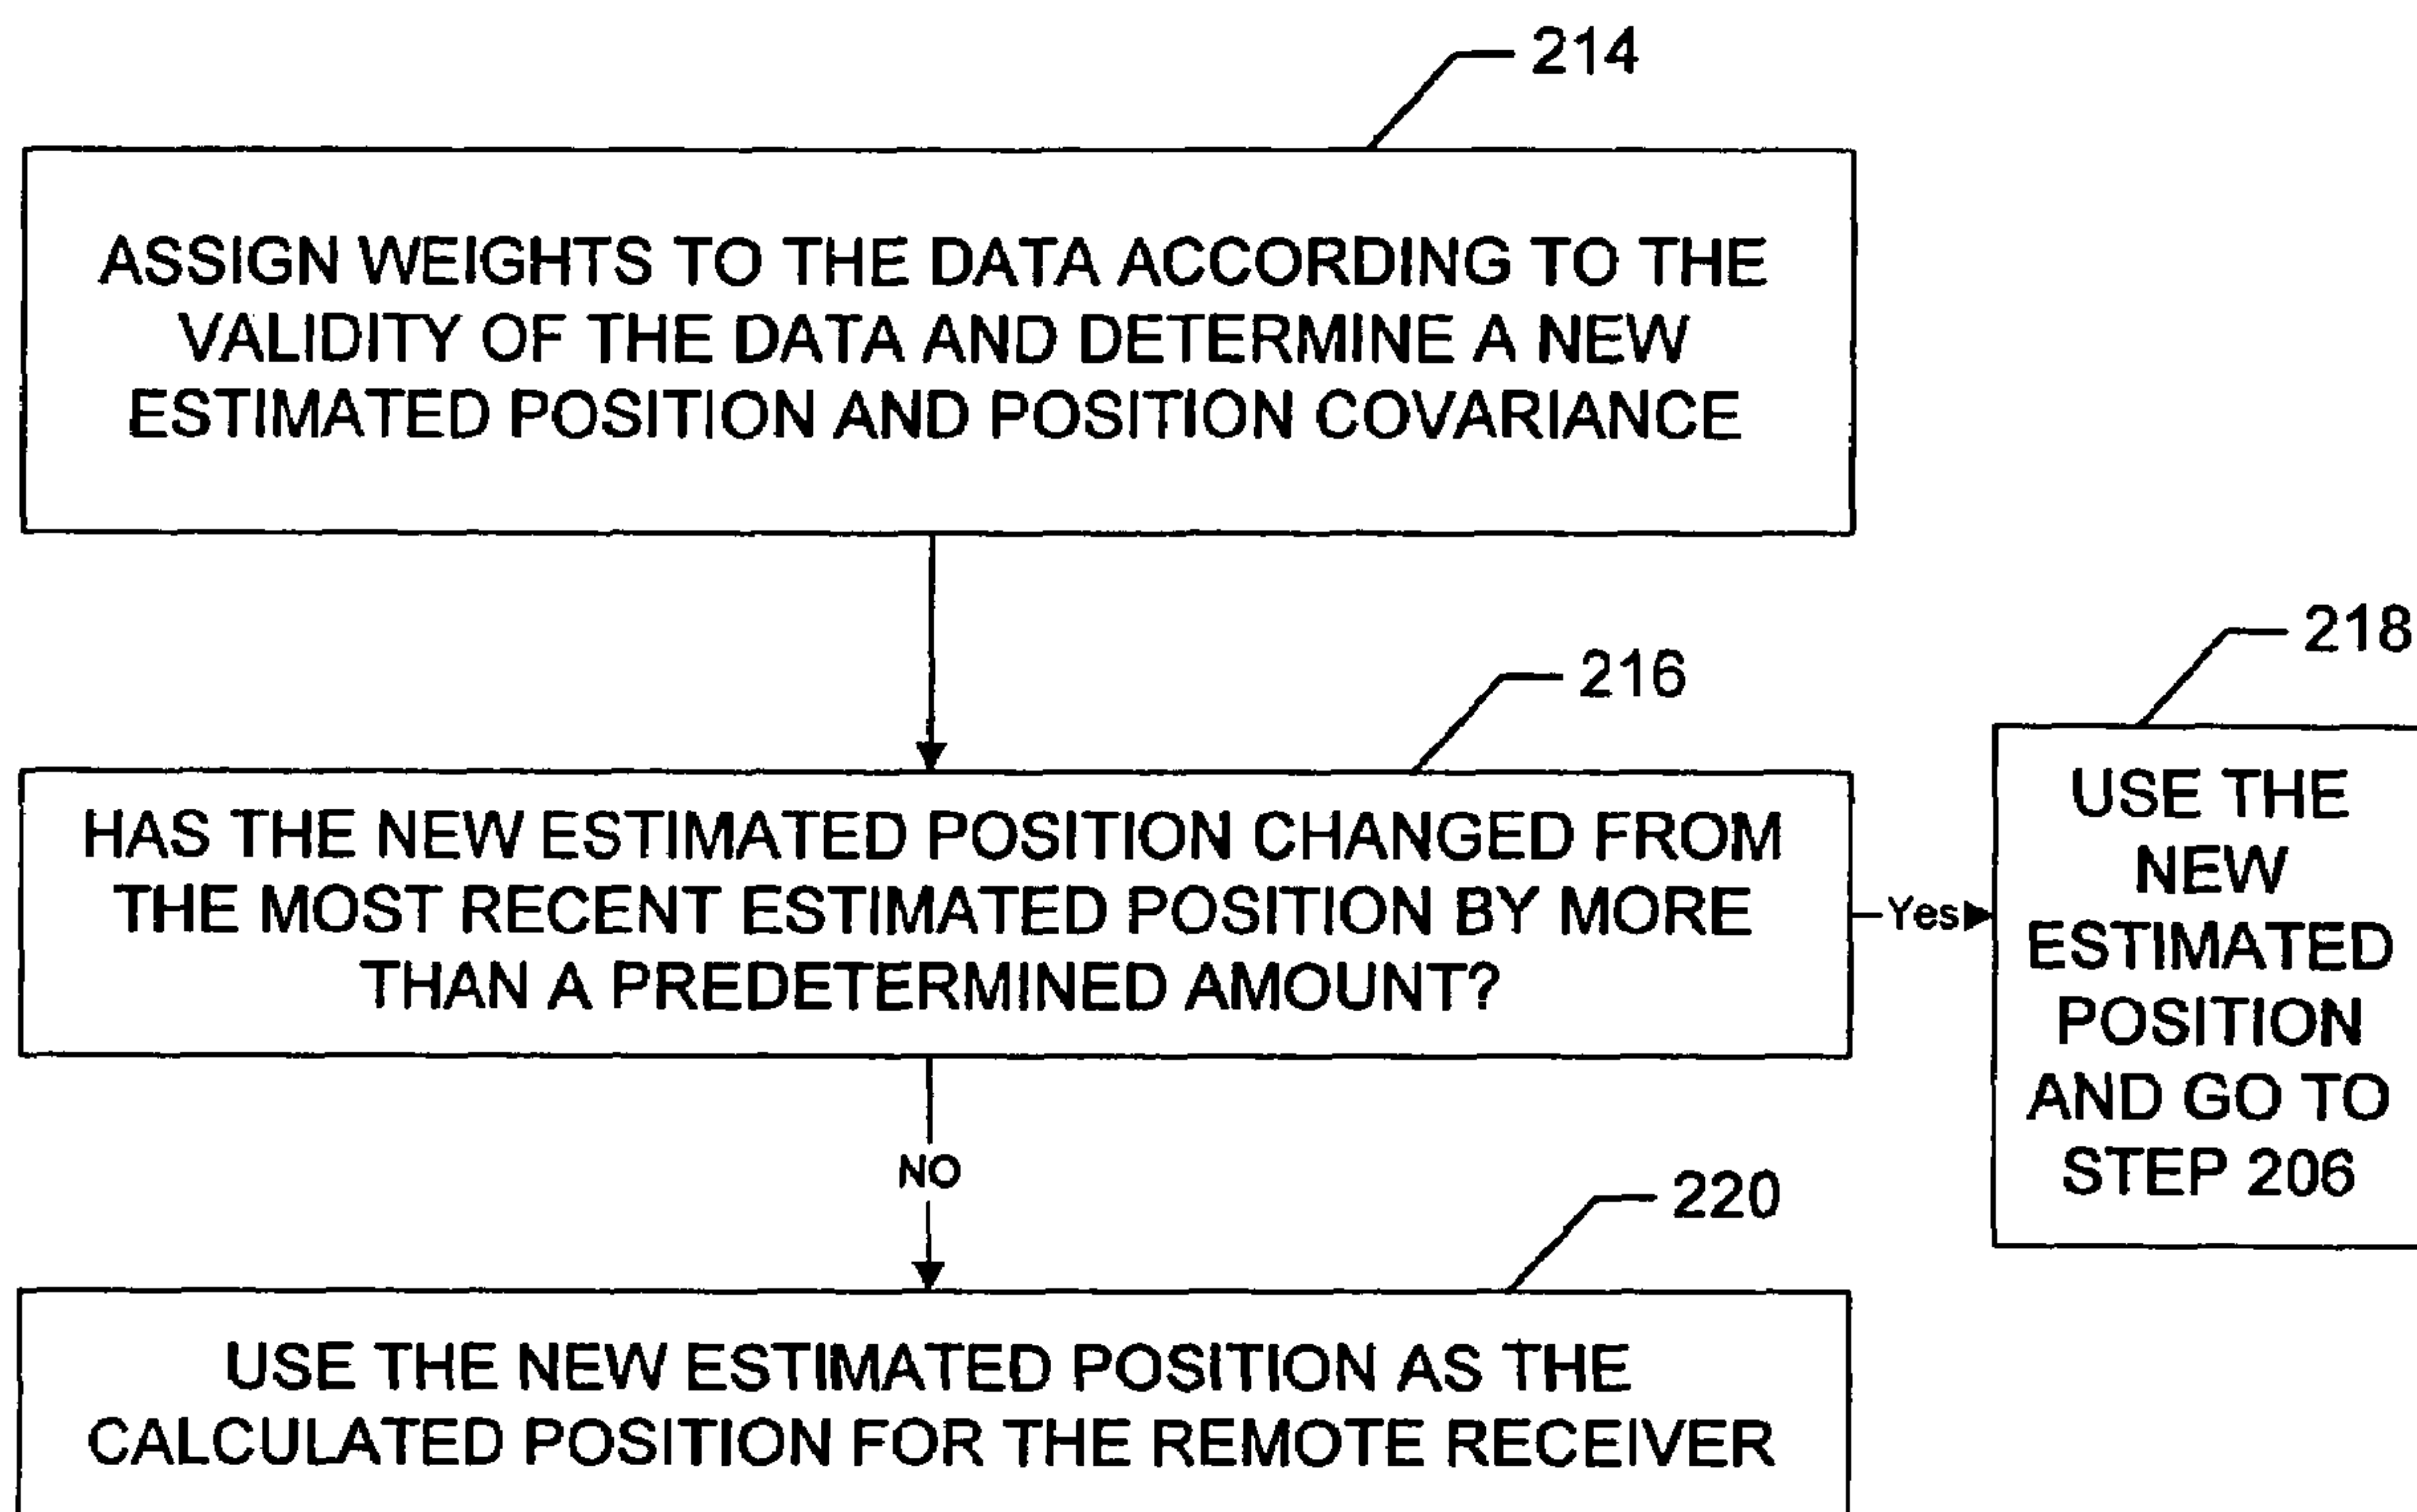 214
ASSIGN WEIGHTS TO THE DATA ACCORDING TO THE
VALIDITY OF THE DATA AND DETERMINE A NEW
ESTIMATED POSITION AND POSITION COVARIANCE
216
HAS THE NEW ESTIMATED POSITION CHANGED FROM
THE MOST RECENT ESTIMATED POSITION BY MORE
THAN A PREDETERMINED AMOUNT?
Yes
218
USE THE
NEW
ESTIMATED
POSITION
AND GO TO
STEP 206
NO
220
USE THE NEW ESTIMATED POSITION AS THE
CALCULATED POSITION FOR THE REMOTE RECEIVER